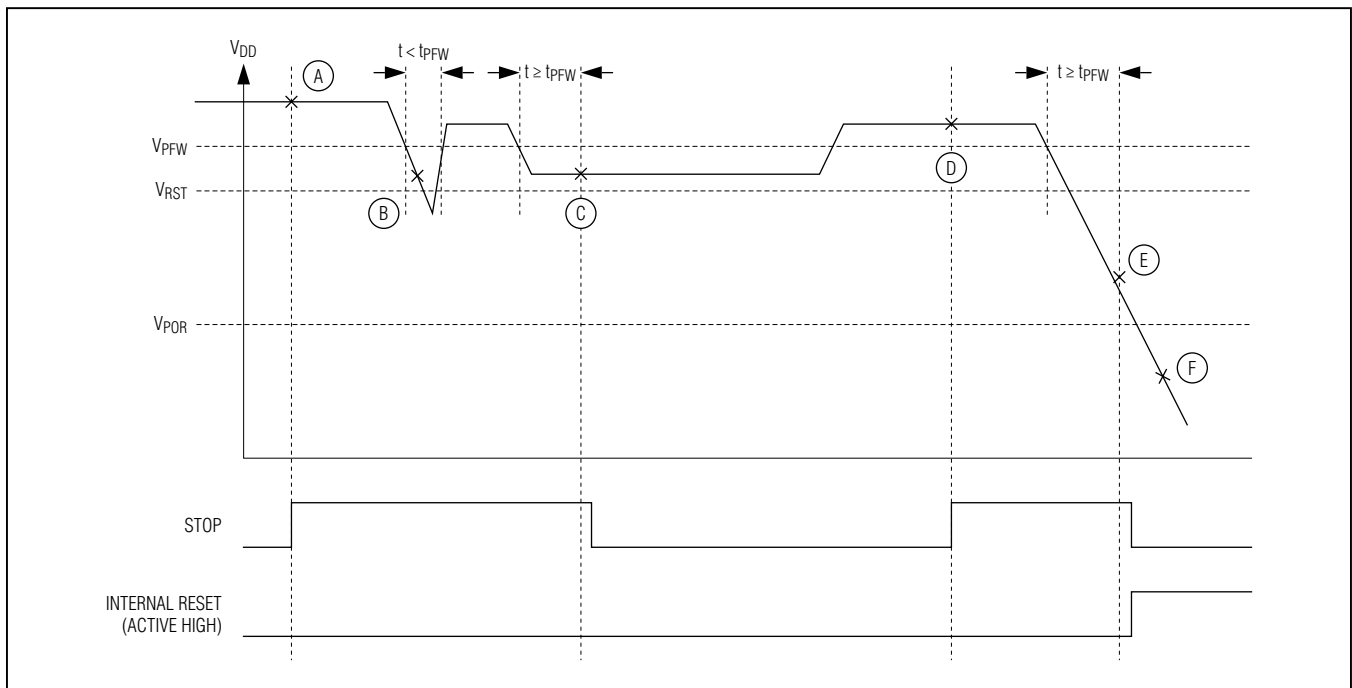 VDD
t < tPFW
t ≥ tPFW
t ≥ tPFW
A
VPFW
VRST
B
C
D
E
VPOR
F
STOP
INTERNAL RESET
(ACTIVE HIGH)